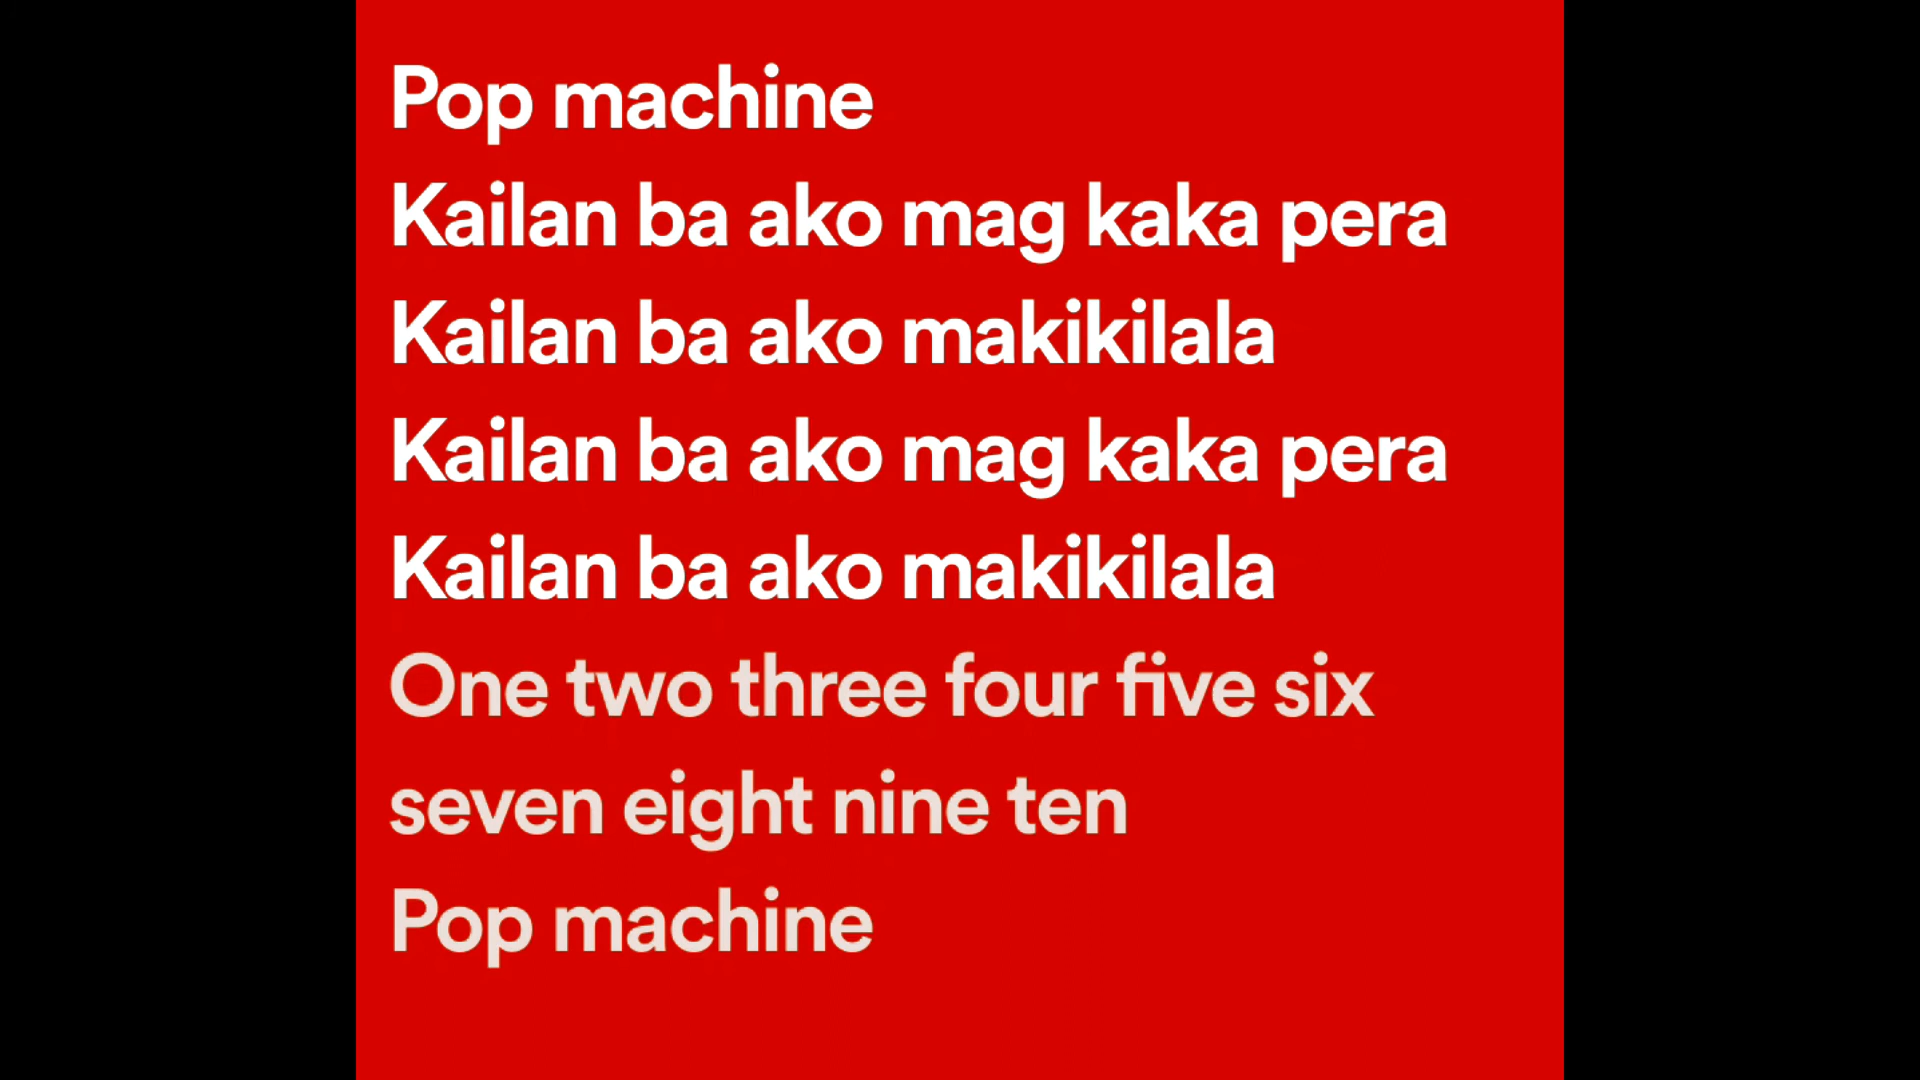 Pop machine
Kailan ba ako mag kaka pera
Kailan ba ako makikilala
Kailan ba ako mag kaka pera
Kailan ba ako makikilala
One two three four five six
seven eight nine ten
Pop machine